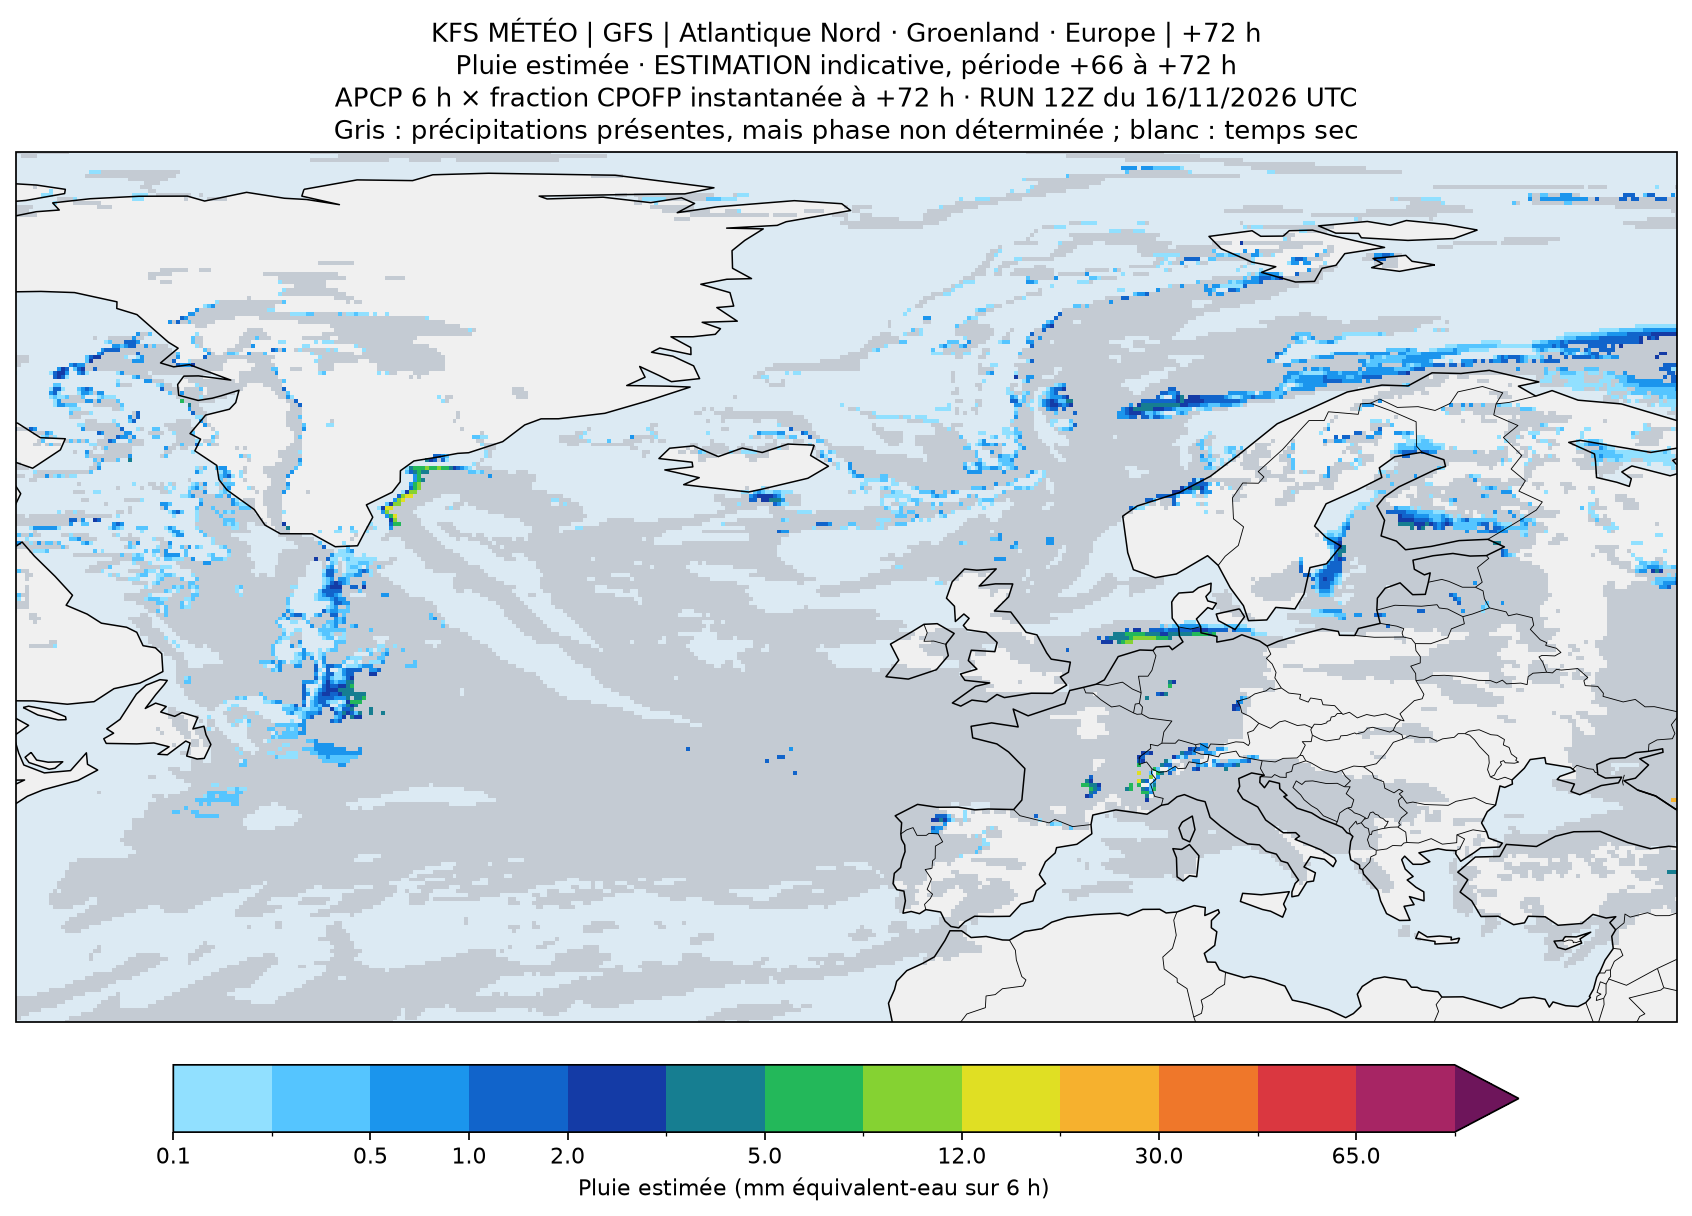 KFS MÉTÉO | GFS | Atlantique Nord · Groenland · Europe | +72 h
Pluie estimée · ESTIMATION indicative, période +66 à +72 h
APCP 6 h × fraction CPOFP instantanée à +72 h · RUN 12Z du 16/11/2026 UTC
Gris : précipitations présentes, mais phase non déterminée ; blanc : temps sec
0.1 0.5 1.0 2.0 5.0 12.0 30.0 65.0
Pluie estimée (mm équivalent-eau sur 6 h)